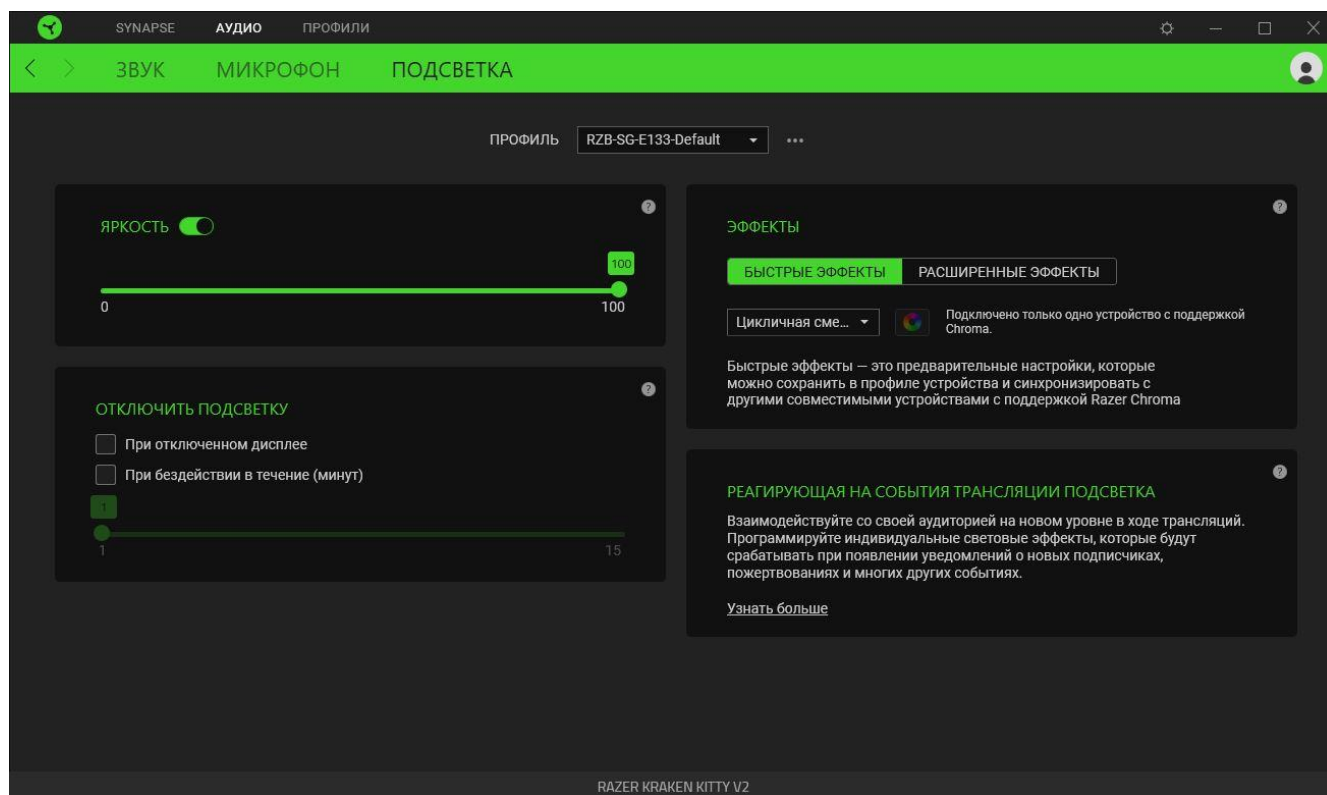 SYNAPSE АУДИО ПРОФИЛИ
ЗВУК МИКРОФОН ПОДСВЕТКА
ПРОФИЛЬ RZB-SG-E133-Default
ЯРКОСТЬ
100
0 100
ОТКЛЮЧИТЬ ПОДСВЕТКУ
При отключенном дисплее
При бездействии в течение (минут)
1
1 15
ЭФФЕКТЫ
БЫСТРЫЕ ЭФФЕКТЫ РАСШИРЕННЫЕ ЭФФЕКТЫ
Цикличная сме...
Подключено только одно устройство с поддержкой
Chroma.
Быстрые эффекты — это предварительные настройки, которые
можно сохранить в профиле устройства и синхронизировать с
другими совместимыми устройствами с поддержкой Razer Chroma
РЕАГИРУЮЩАЯ НА СОБЫТИЯ ТРАНСЛЯЦИИ ПОДСВЕТКА
Взаимодействуйте со своей аудиторией на новом уровне в ходе трансляций.
Программируйте индивидуальные световые эффекты, которые будут
срабатывать при появлении уведомлений о новых подписчиках,
пожертвованиях и многих других событиях.
Узнать больше
RAZER KRAKEN KITTY V2